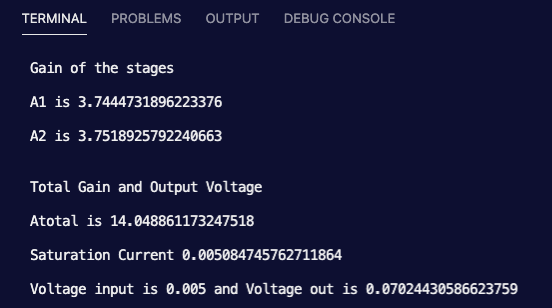 TERMINAL PROBLEMS OUTPUT DEBUG CONSOLE
Gain of the stages
A1 is 3.7444731896223376
A2 is 3.7518925792240663
Total Gain and Output Voltage
Atotal is 14.048861173247518
Saturation Current 0.005084745762711864
Voltage input is 0.005 and Voltage out is 0.07024430586623759